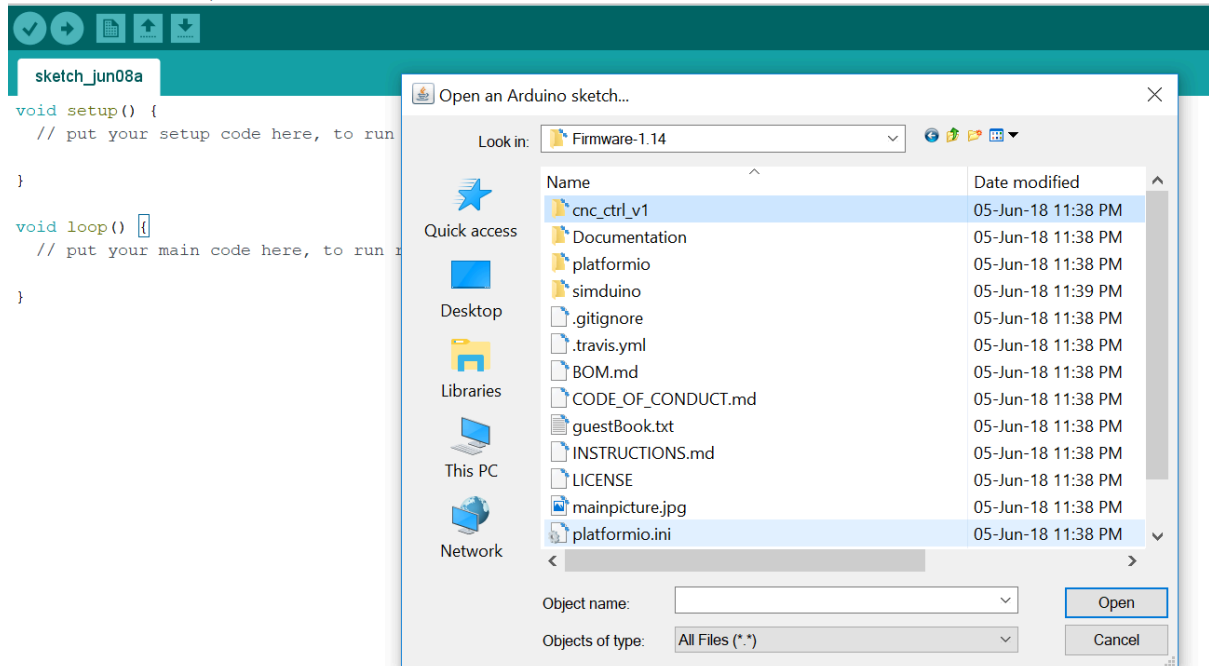 sketch_jun08a
void setup() {
// put your setup code here, to run
}
void loop() {
// put your main code here, to run
}
Open an Arduino sketch...
Look in: Firmware-1.14
Quick access
Desktop
Libraries
This PC
Network
Name Date modified
cnc_ctrl_v1 05-Jun-18 11:38 PM
Documentation 05-Jun-18 11:38 PM
platformio 05-Jun-18 11:38 PM
simduino 05-Jun-18 11:39 PM
.gitignore 05-Jun-18 11:38 PM
.travis.yml 05-Jun-18 11:38 PM
BOM.md 05-Jun-18 11:38 PM
CODE_OF_CONDUCT.md 05-Jun-18 11:38 PM
guestBook.txt 05-Jun-18 11:38 PM
INSTRUCTIONS.md 05-Jun-18 11:38 PM
LICENSE 05-Jun-18 11:38 PM
mainpicture.jpg 05-Jun-18 11:38 PM
platformio.ini 05-Jun-18 11:38 PM
Object name: Open
Objects of type: All Files (*.*) Cancel